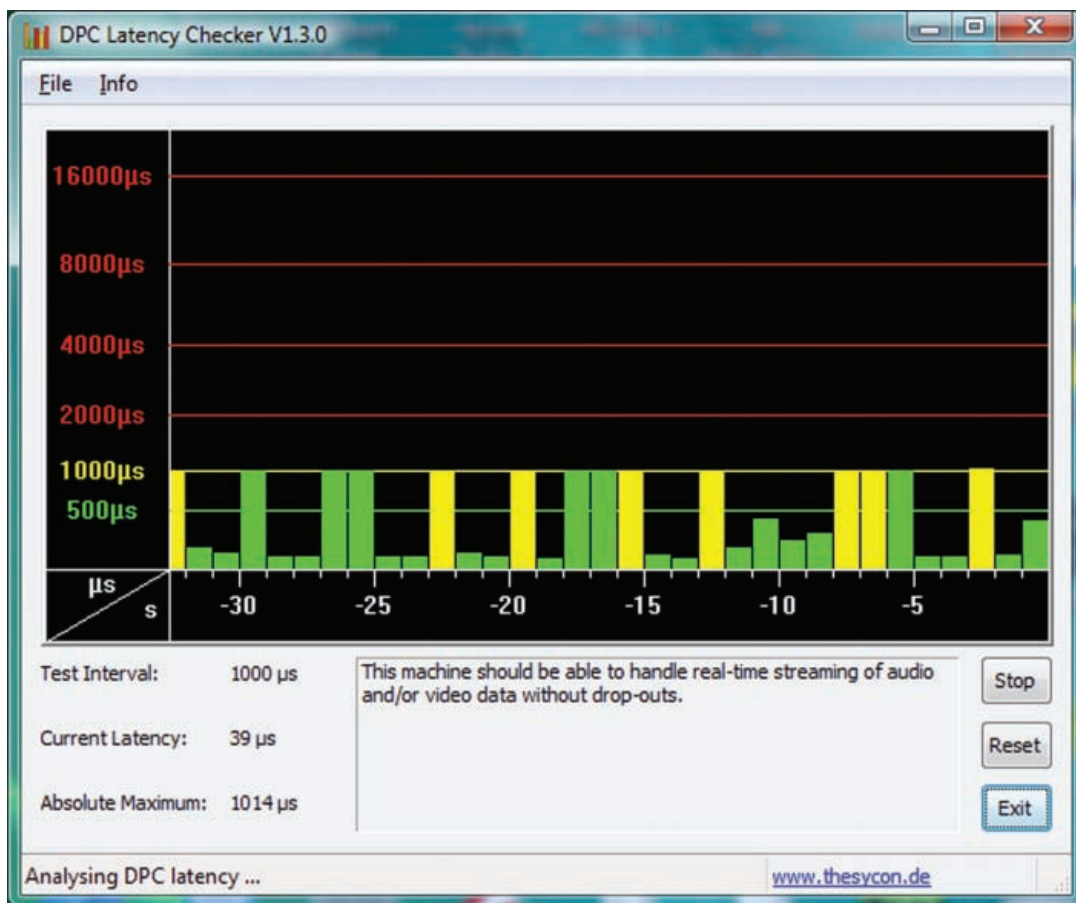 DPC Latency Checker V1.3.0
File Info
16000µs
8000µs
4000µs
2000µs
1000µs
500µs
µs
s
-30 -25 -20 -15 -10 -5
Test Interval: 1000 µs
Current Latency: 39 µs
Absolute Maximum: 1014 µs
This machine should be able to handle real-time streaming of audio
and/or video data without drop-outs.
Stop
Reset
Exit
Analysing DPC latency ...
www.thesycon.de